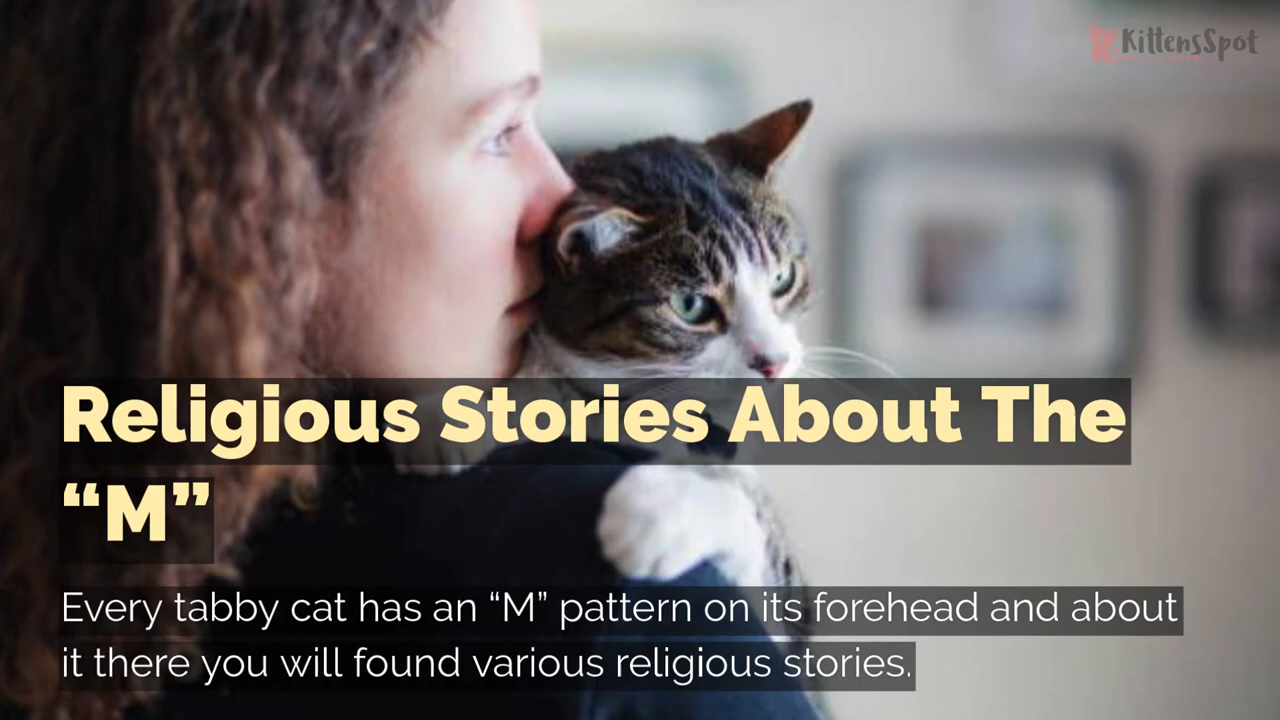 KittensSpot
Religious Stories About The
“M”
Every tabby cat has an “M” pattern on its forehead and about
it there you will found various religious stories.